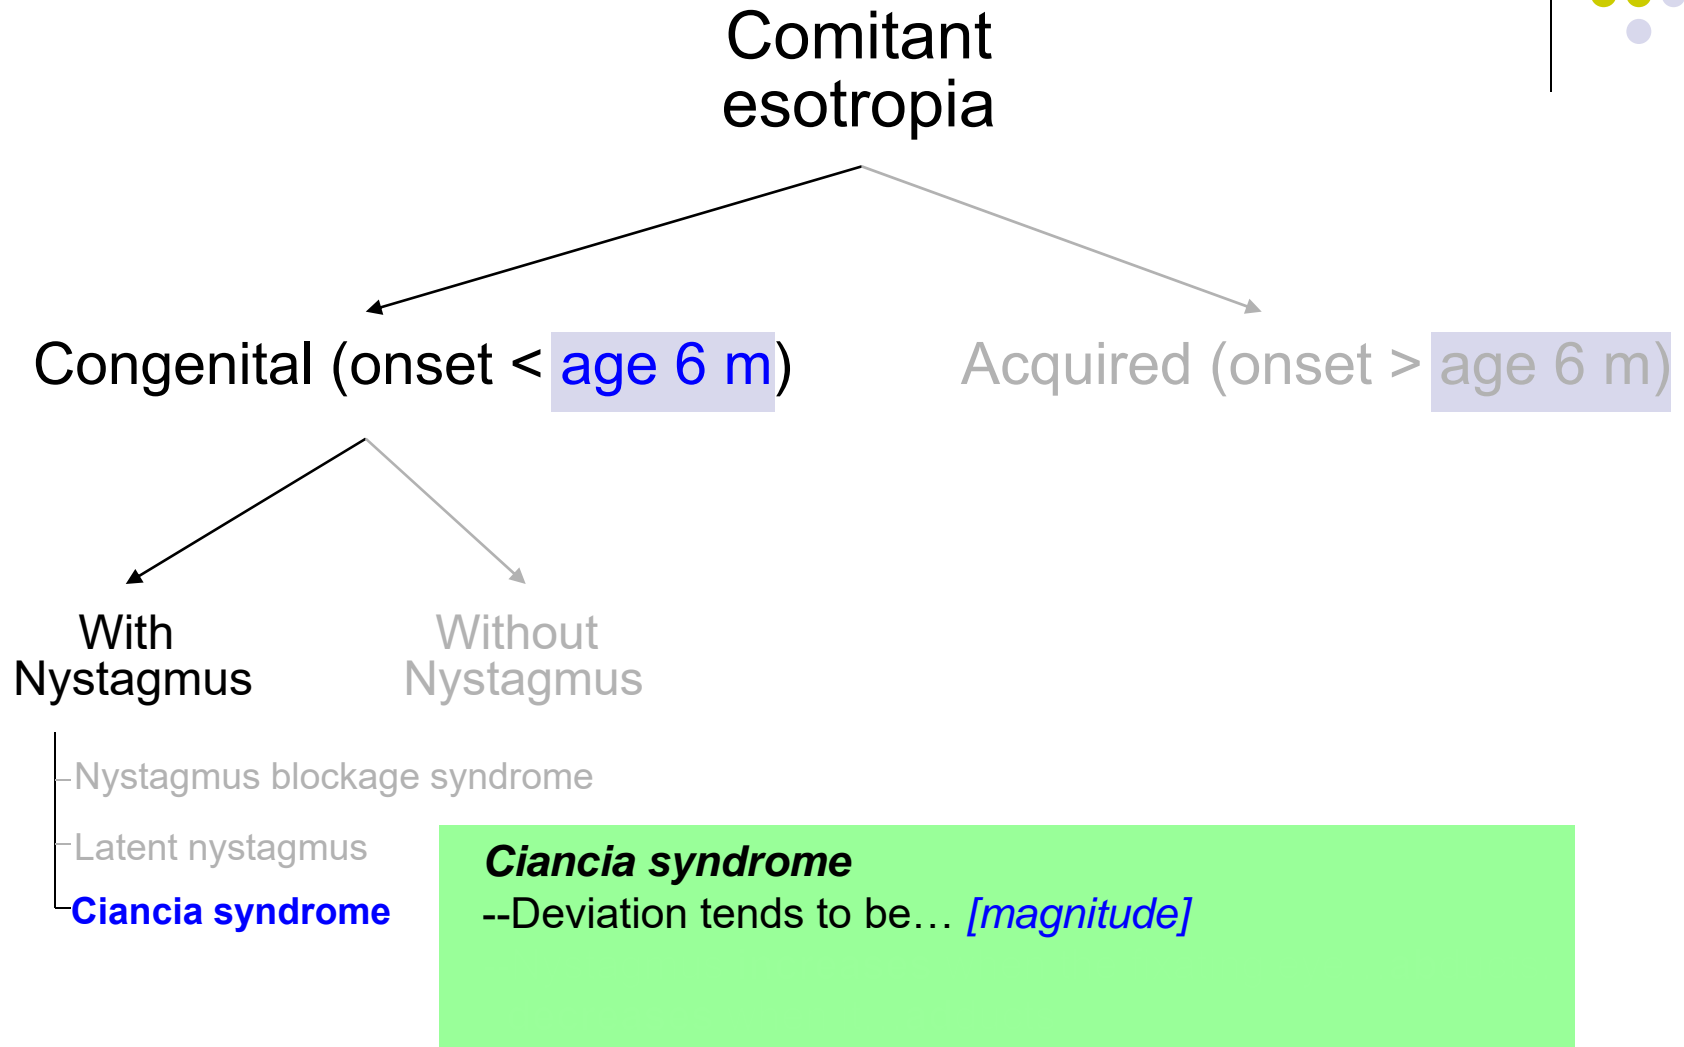 Comitant
esotropia
Congenital (onset < age 6 m)
Acquired (onset > age 6 m)
With
Nystagmus
Without
Nystagmus
Nystagmus blockage syndrome
Latent nystagmus
Ciancia syndrome
Ciancia syndrome
--Deviation tends to be… [magnitude]